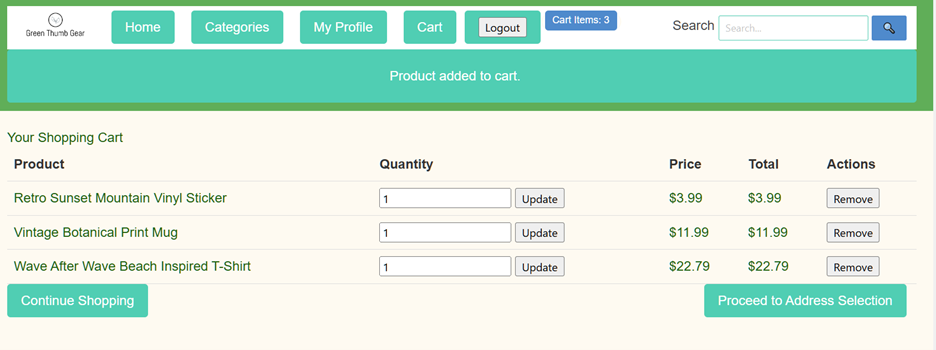 Green Thumb Gear
Home Categories My Profile Cart Logout Cart Items: 3 Search Search...
Product added to cart.
Your Shopping Cart
Product Quantity Price Total Actions
Retro Sunset Mountain Vinyl Sticker 1 Update $3.99 $3.99 Remove
Vintage Botanical Print Mug 1 Update $11.99 $11.99 Remove
Wave After Wave Beach Inspired T-Shirt 1 Update $22.79 $22.79 Remove
Continue Shopping Proceed to Address Selection